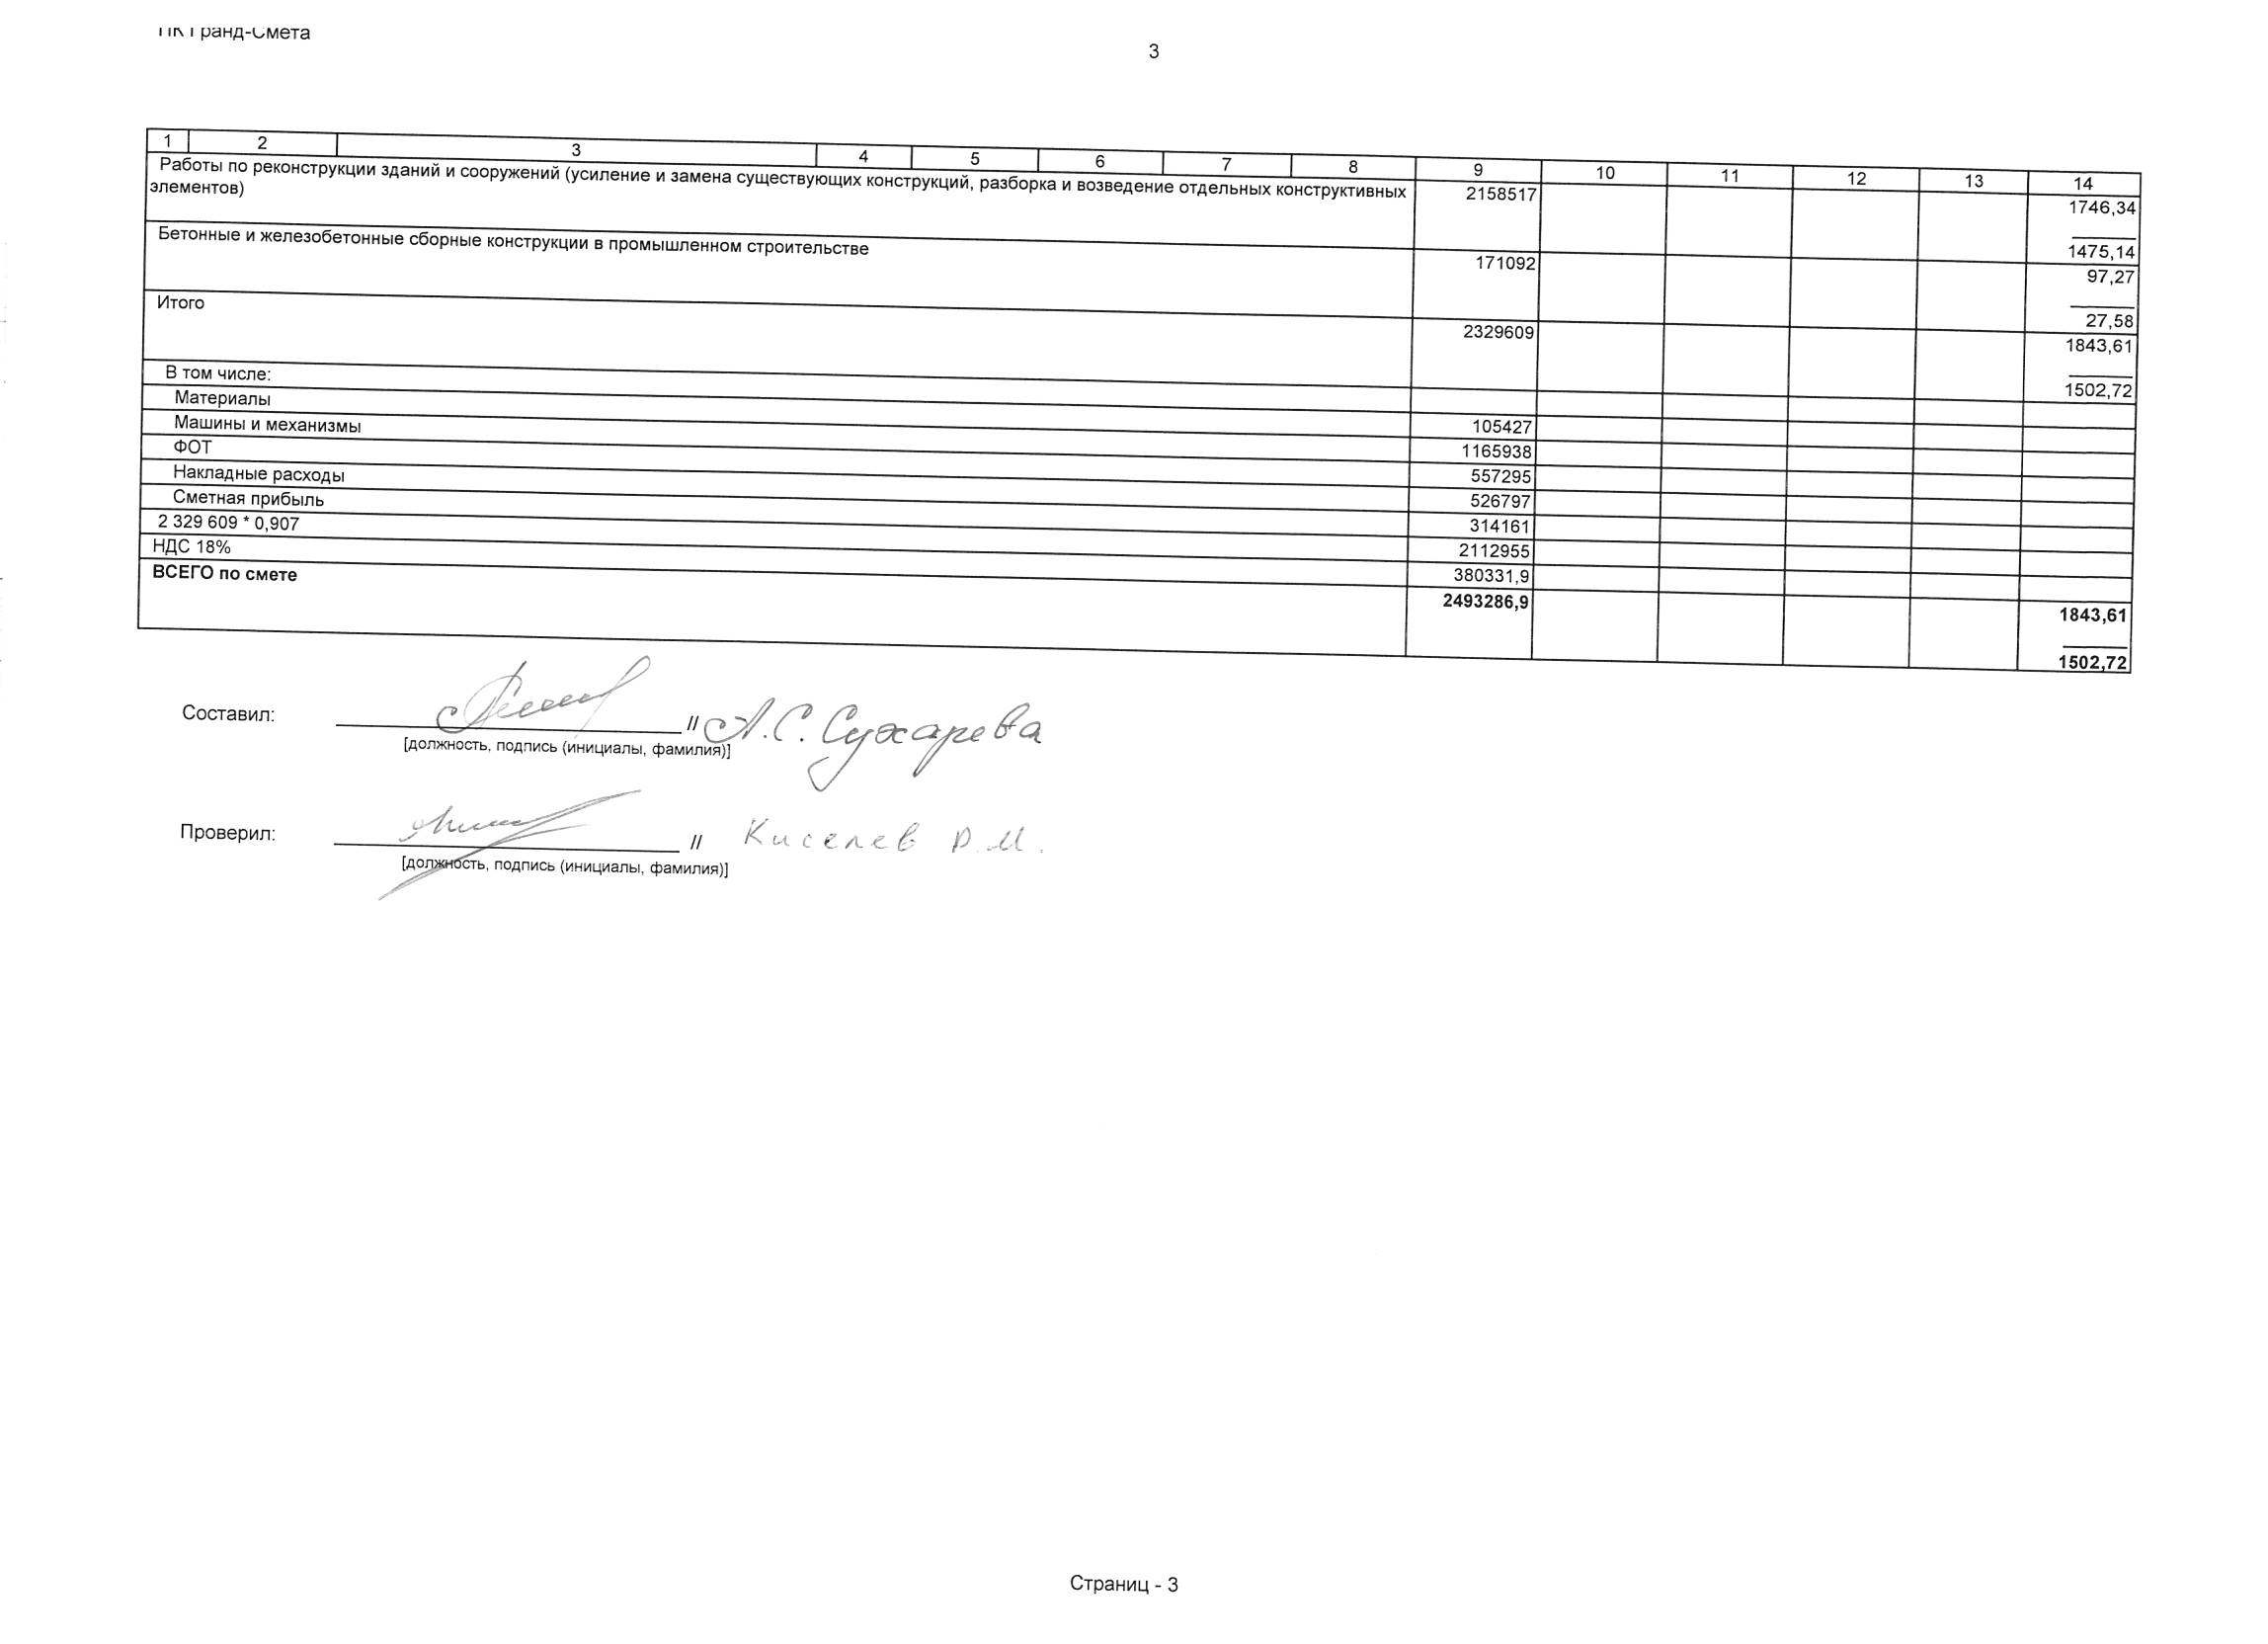 ПК Гранд-Смета
3
1 2 3 4 5 6 7 8 9 10 11 12 13 14
Работы по реконструкции зданий и сооружений (усиление и замена существующих конструкций, разборка и возведение отдельных конструктивных 2158517 1746,34
элементов)
1475,14
Бетонные и железобетонные сборные конструкции в промышленном строительстве 171092 97,27
27,58
Итого 2329609 1843,61
1502,72
В том числе:
Материалы 105427
Машины и механизмы 1165938
ФОТ 557295
Накладные расходы 526797
Сметная прибыль 314161
2 329 609 * 0,907 2112955
НДС 18% 380331,9
ВСЕГО по смете 2493286,9 1843,61
1502,72
Составил: // А.С. Сухарева
[должность, подпись (инициалы, фамилия)]
Проверил: // Киселев Р.М.
[должность, подпись (инициалы, фамилия)]
Страниц - 3